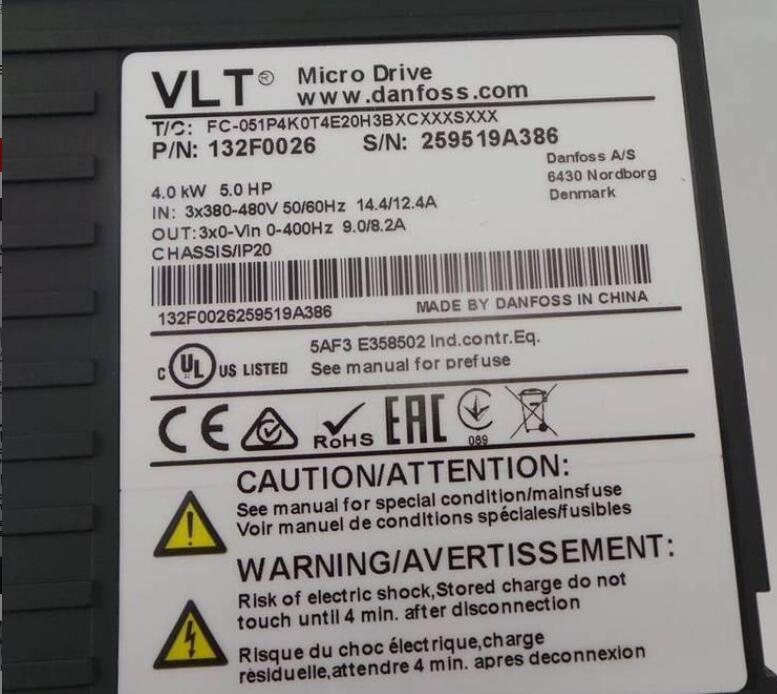 VLT® Micro Drive
www.danfoss.com
T/C: FC-051P4K0T4E20H3BXCXXXSXXX
P/N: 132F0026 S/N: 259519A386
Danfoss A/S
6430 Nordborg
Denmark
4.0 kW 5.0 HP
IN: 3x380-480V 50/60Hz 14.4/12.4A
OUT:3x0-Vin 0-400Hz 9.0/8.2A
CHASSIS/IP20
132F0026259519A386 MADE BY DANFOSS IN CHINA
C UL US LISTED
5AF3 E358502 Ind.contr.Eq.
See manual for prefuse
CE RoHS EAC 089
CAUTION/ATTENTION:
See manual for special condition/mainsfuse
Voir manuel de conditions spéciales/fusibles
WARNING/AVERTISSEMENT:
Risk of electric shock,Stored charge do not
touch until 4 min. after disconnection
Risque du choc électrique,charge
rèsiduelle,attendre 4 min. apres deconnexion